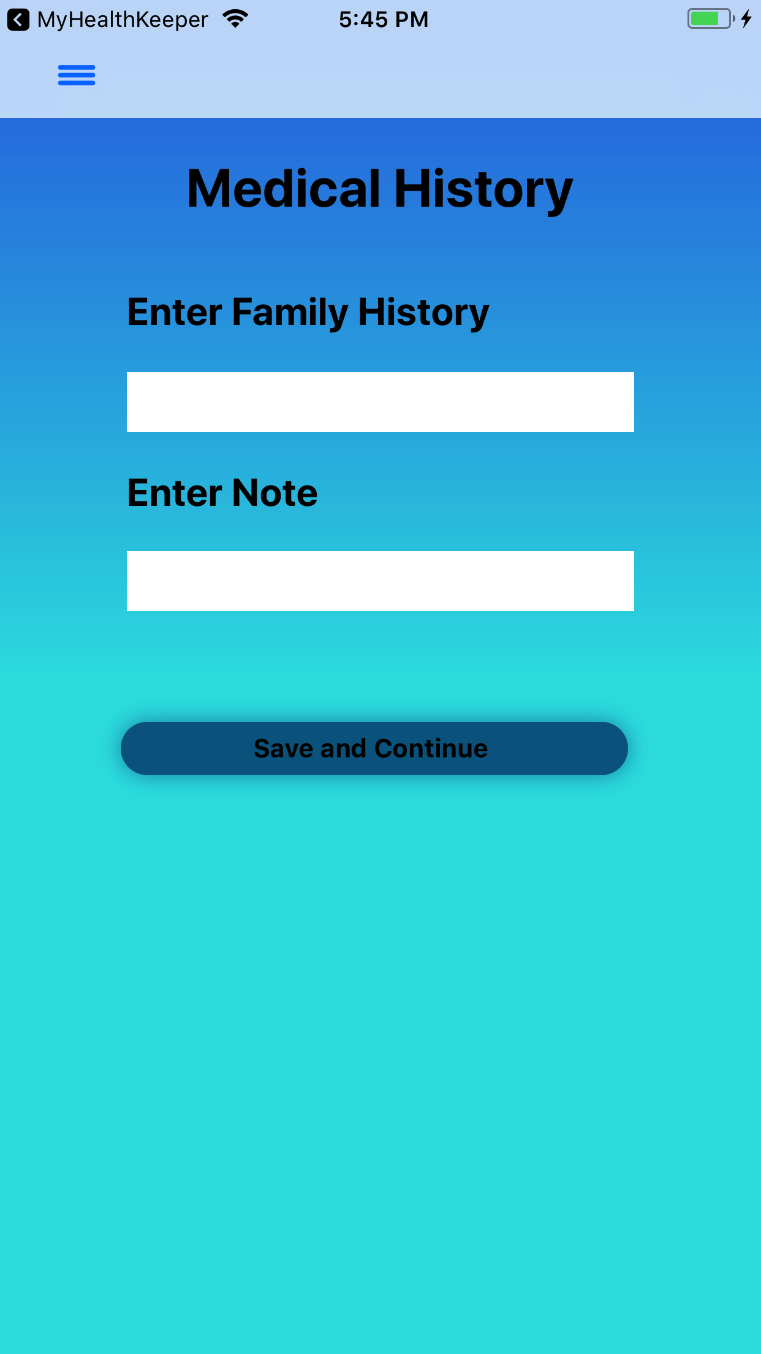 MyHealthKeeper 5:45 PM
Medical History
Enter Family History
Enter Note
Save and Continue